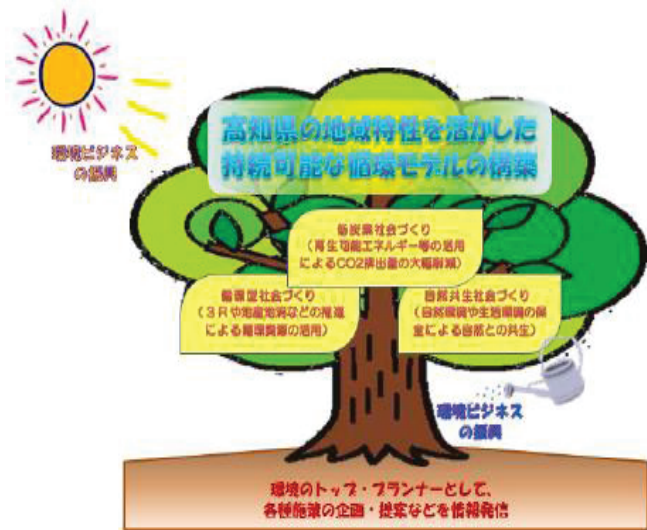 高知県の地域特性を活かした
持続可能な循環モデルの構築
環境ビジネス
の振興
低炭素社会づくり
(再生可能エネルギー等の活用
によるCO2排出量の大幅削減)
循環型社会づくり
(3Rや地産地消などの推進
による循環資源の活用)
自然共生社会づくり
(自然環境や生活環境の保
全による自然との共生)
環境ビジネス
の振興
環境のトップ・プランナーとして、
各種施策の企画・提案などを情報発信